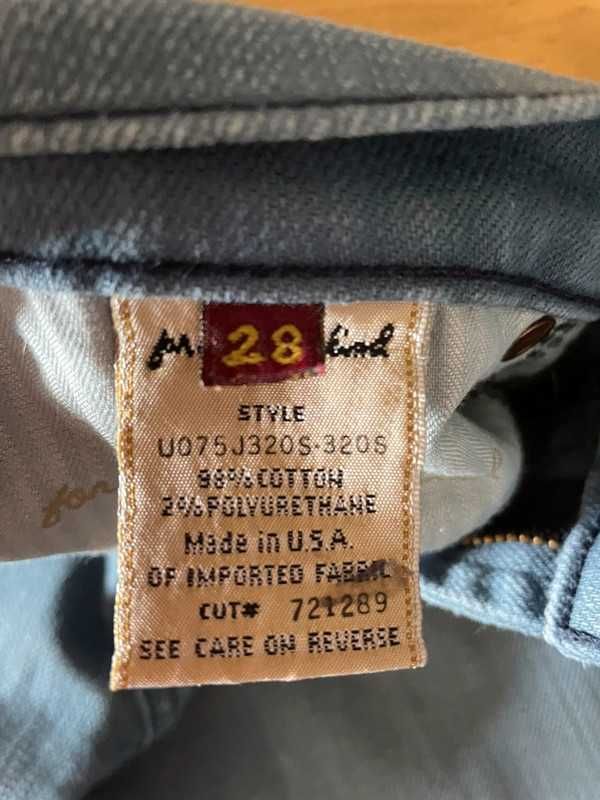 28
STYLE
U075J320S-320S
98% COTTON
2% POLYURETHANE
Made in U.S.A.
OF IMPORTED FABRIC
CUT# 721289
SEE CARE ON REVERSE
for